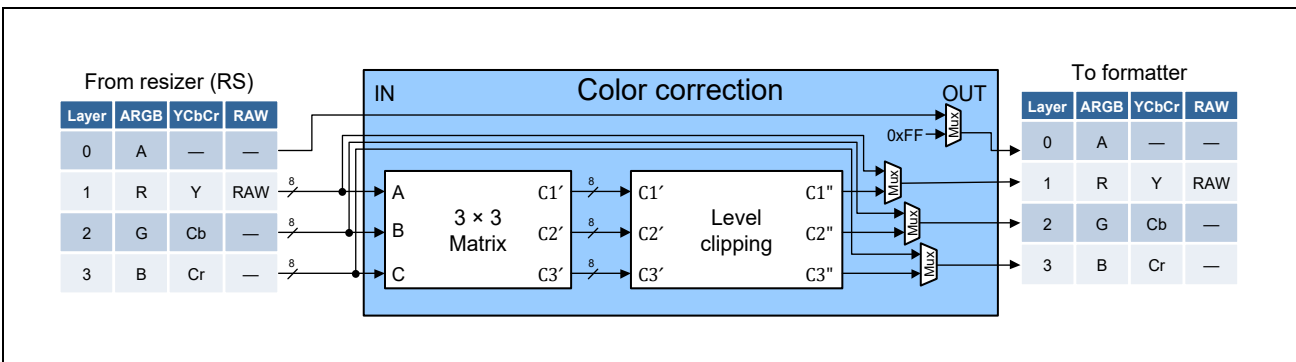 From resizer (RS)
Layer ARGB YCbCr RAW
0 A — —
1 R Y RAW
2 G Cb —
3 B Cr —
8
8
8
IN
Color correction
OUT
0xFF
Mux
Mux
Mux
Mux
A
B
C
3 × 3
Matrix
C1′
C2′
C3′
8
8
8
C1′
C2′
C3′
Level
clipping
C1"
C2"
C3"
To formatter
Layer ARGB YCbCr RAW
0 A — —
1 R Y RAW
2 G Cb —
3 B Cr —